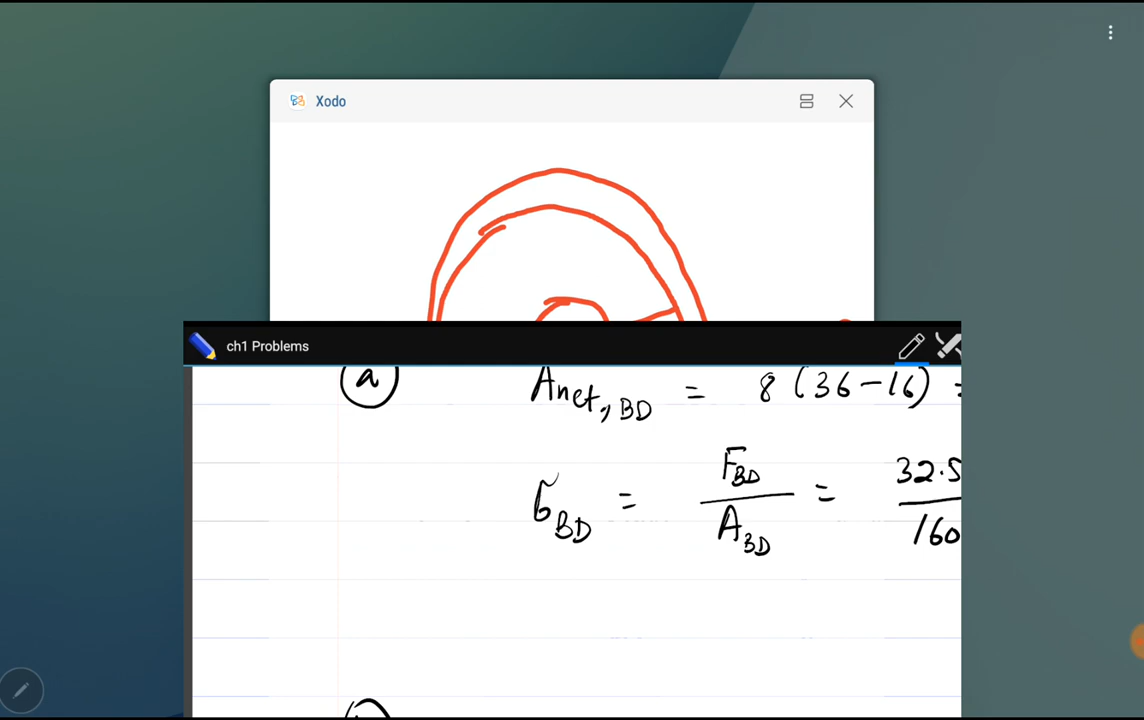 Xodo
ch1 Problems
(a) Anet, BD = 8 (36-16) =
σBD = FBD / ABD = 32.5 / 160